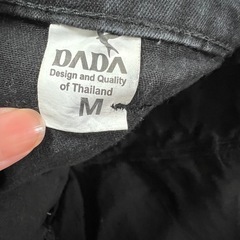 DADA
Design and Quality
of Thailand
M